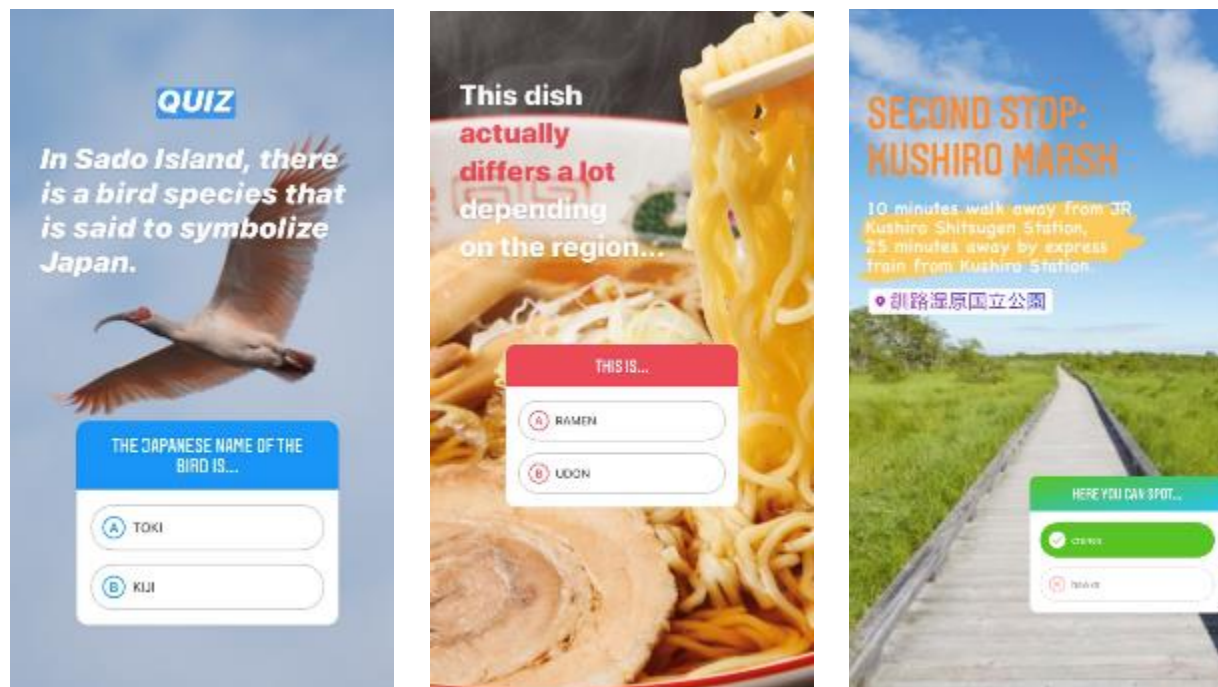 QUIZ
In Sado Island, there
is a bird species that
is said to symbolize
Japan.
THE JAPANESE NAME OF THE
BIRD IS...
A TOKI
B KIJI
This dish
actually
differs a lot
depending
on the region...
THIS IS...
A RAMEN
B UDON
SECOND STOP:
KUSHIRO MARSH
10 minutes walk away from JR
Kushiro Shitsugen Station,
25 minutes away by express
train from Kushiro Station.
釧路湿原国立公園
HERE YOU CAN SPOT...
cranes